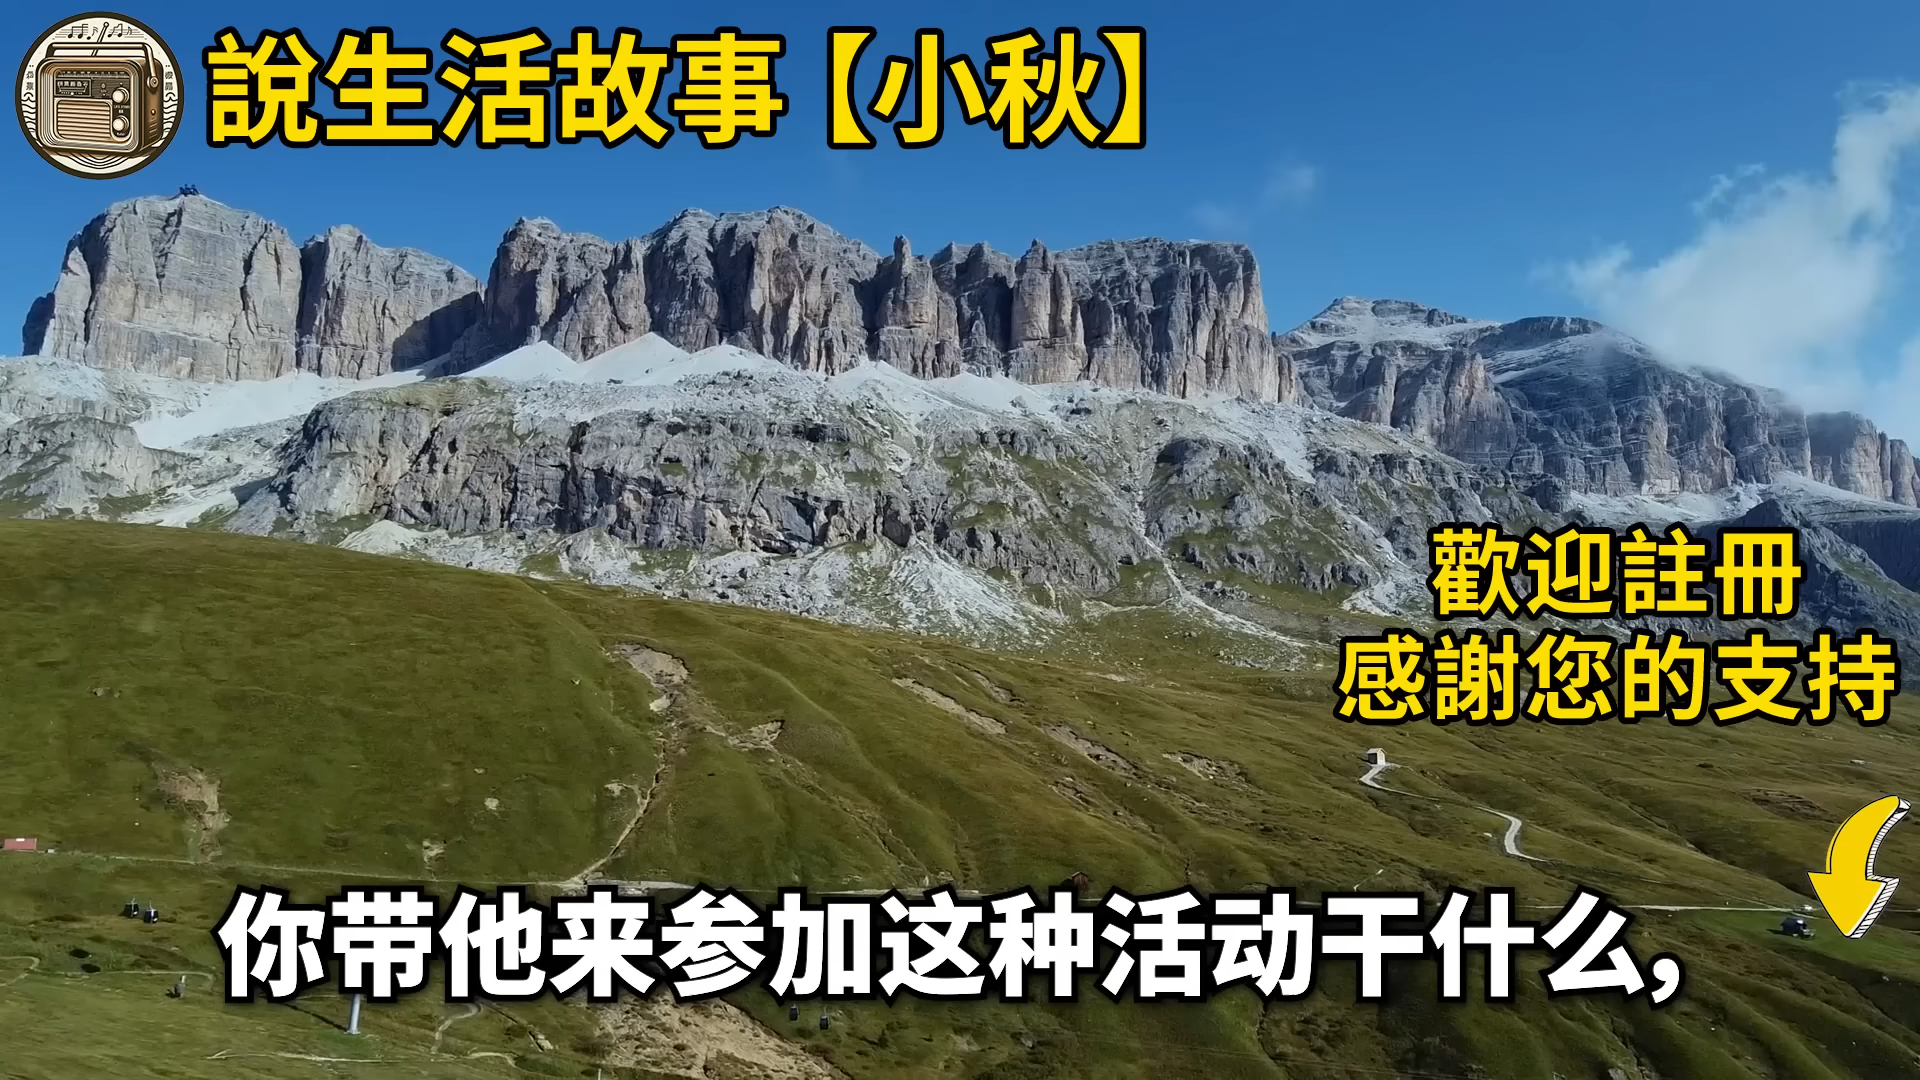 說生活故事【小秋】
歡迎註冊
感謝您的支持
你带他来参加这种活动干什么,